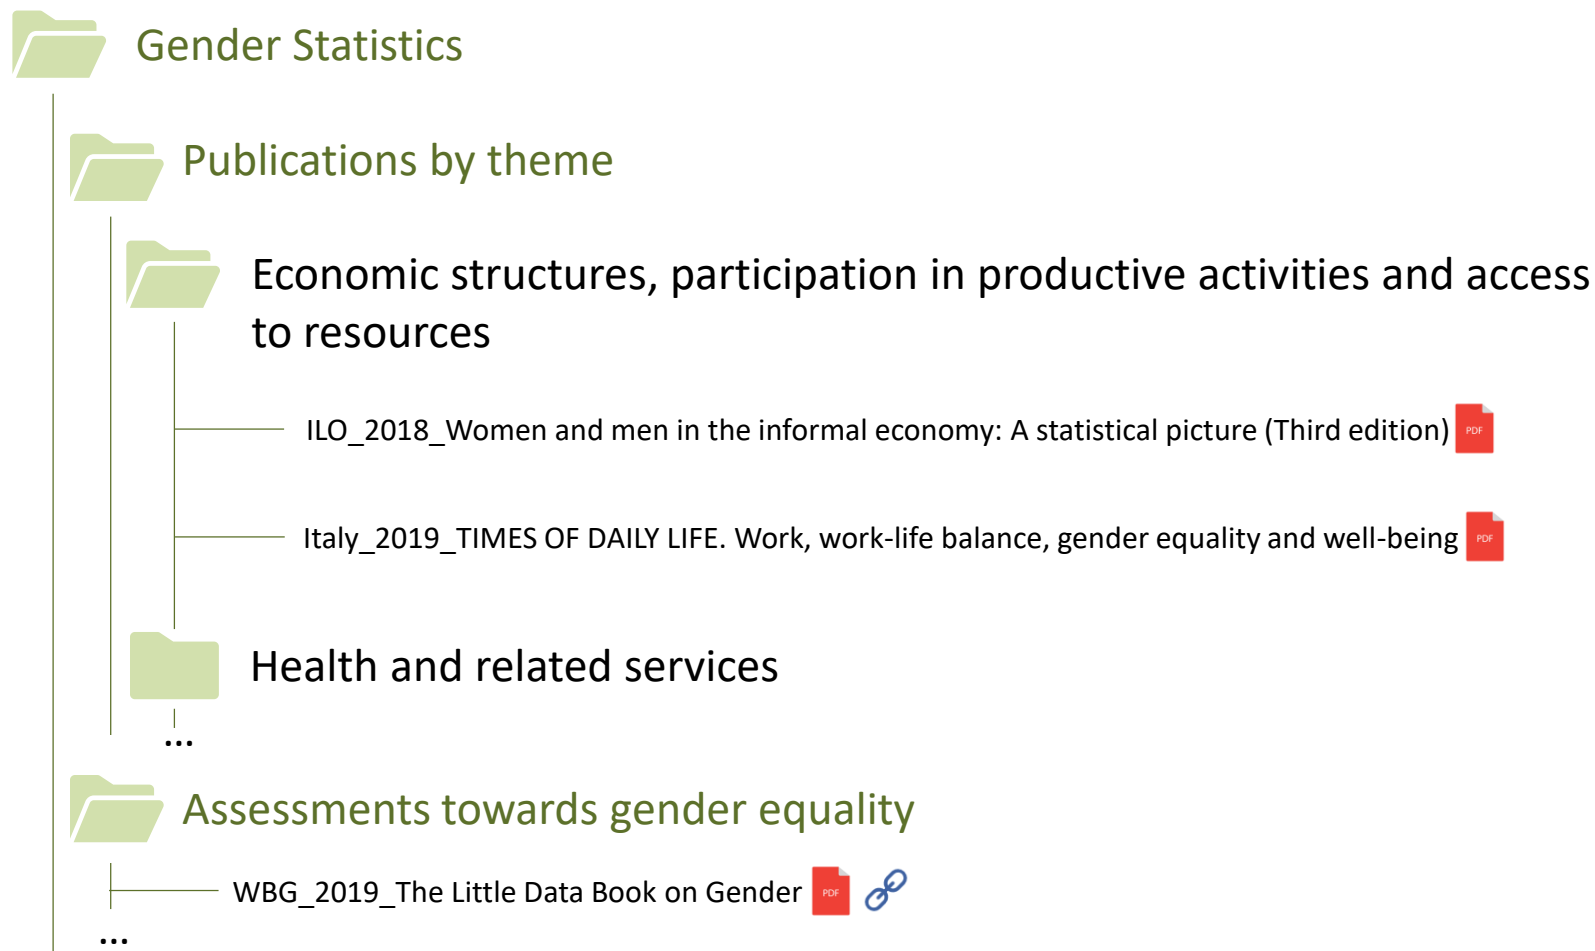 Gender Statistics
Publications by theme
Economic structures, participation in productive activities and access
to resources
ILO_2018_Women and men in the informal economy: A statistical picture (Third edition) PDF
Italy_2019_TIMES OF DAILY LIFE. Work, work-life balance, gender equality and well-being PDF
Health and related services
...
Assessments towards gender equality
WBG_2019_The Little Data Book on Gender PDF
...